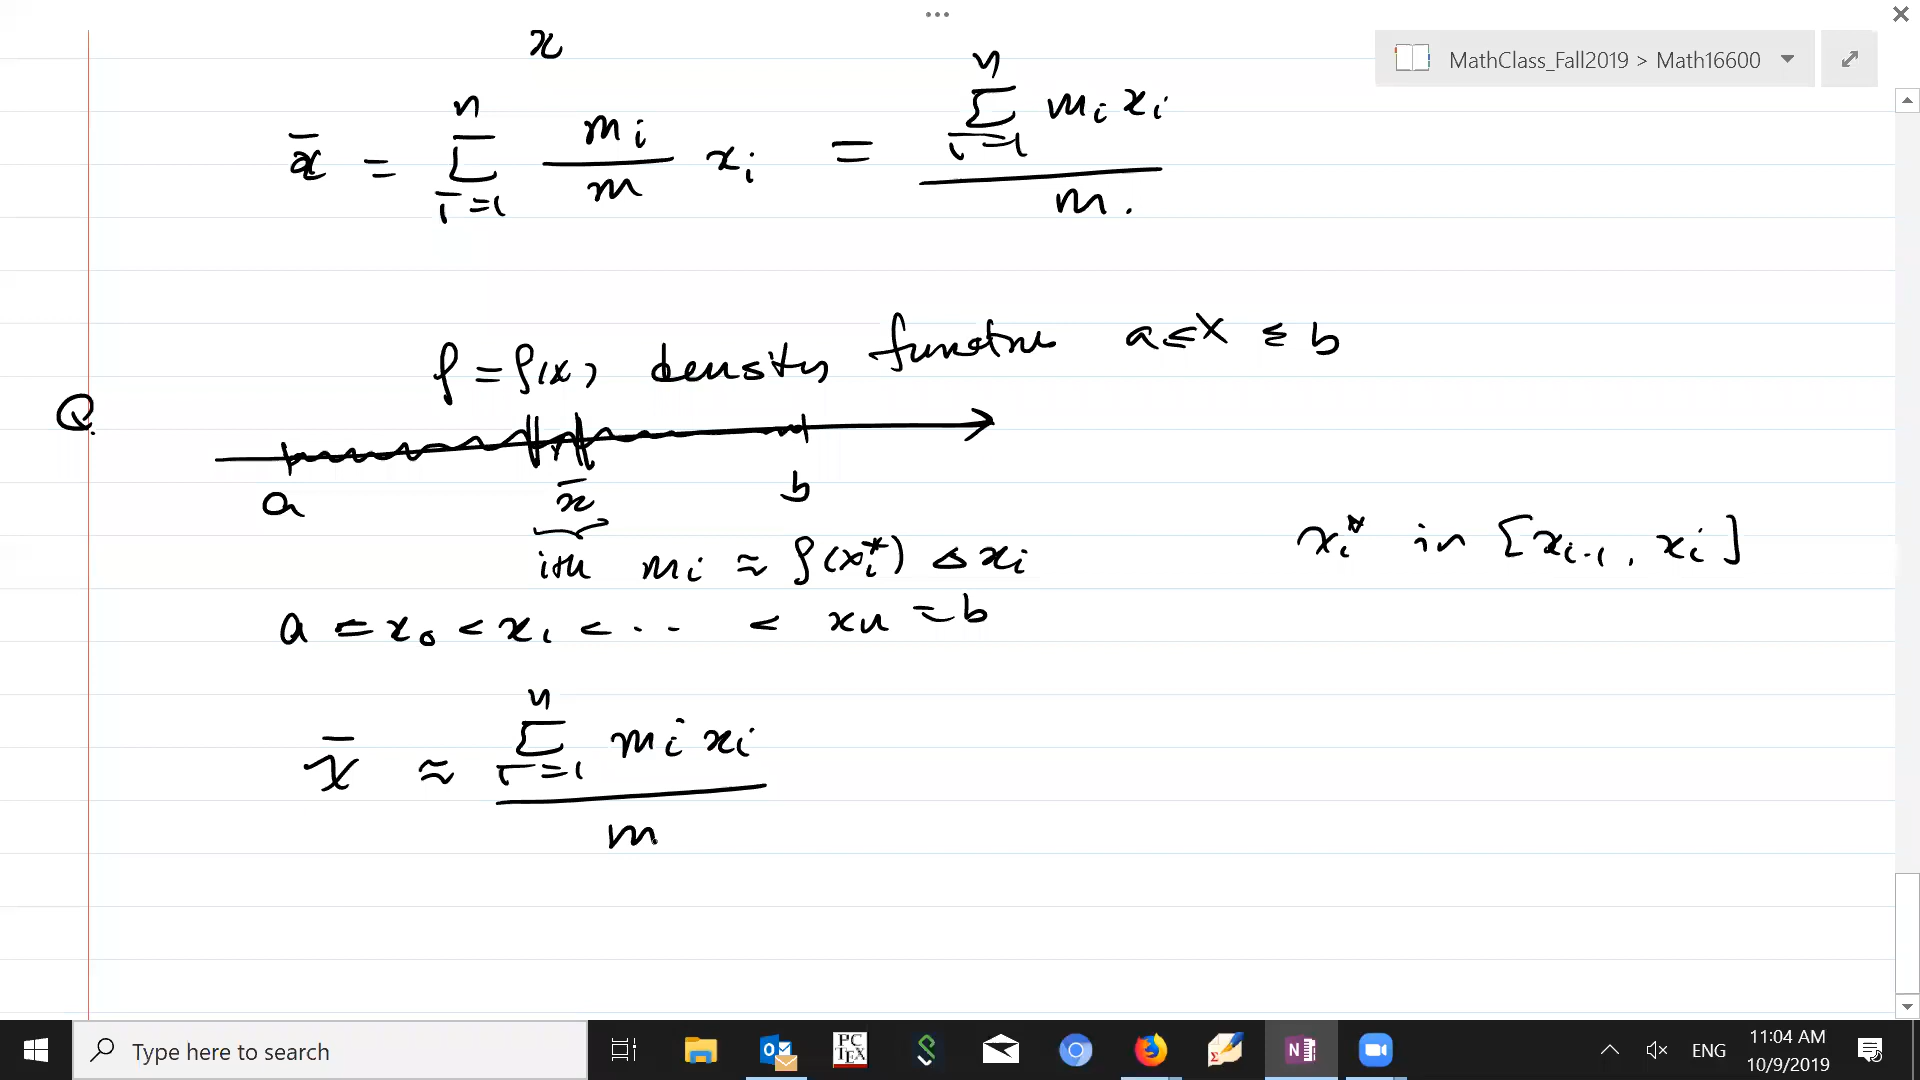 ...
x
MathClass_Fall2019 > Math16600
x̄ = Σ_{i=1}^{n} (m_i / m) x_i = (Σ_{i=1}^{n} m_i x_i) / m.
ρ = ρ(x) density function a ≤ x ≤ b
Q.
a x̄ b
ith m_i ≈ ρ(x_i^*) Δx_i x_i^* in [x_{i-1}, x_i]
a = x_0 < x_1 < ... < x_n = b
x̄ ≈ (Σ_{i=1}^{n} m_i x_i) / m
Type here to search
PC TEX
ENG
11:04 AM
10/9/2019